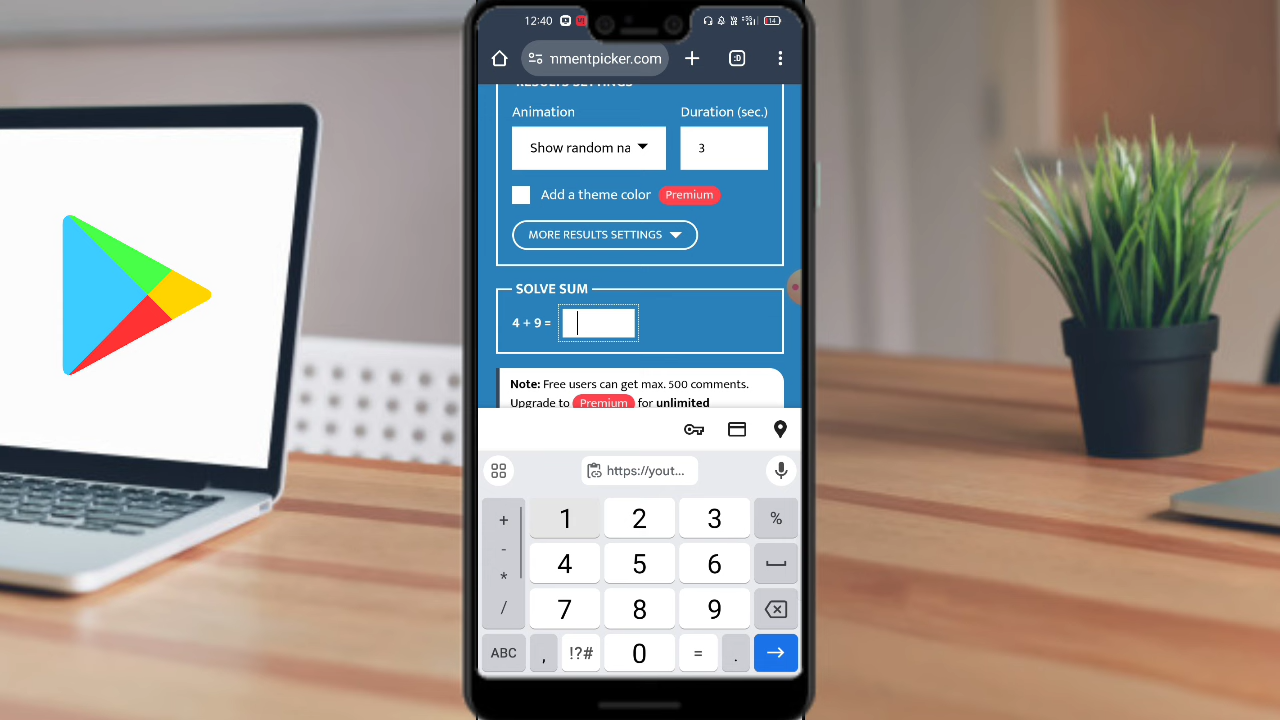 12:40
14
nmentpicker.com
:D
RESULTS SETTINGS
Animation Duration (sec.)
Show random na 3
Add a theme color Premium
MORE RESULTS SETTINGS
SOLVE SUM
4 + 9 =
Note: Free users can get max. 500 comments.
Upgrade to Premium for unlimited
https://yout...
+ 1 2 3 %
- 4 5 6
*
/ 7 8 9
ABC , !?# 0 = .